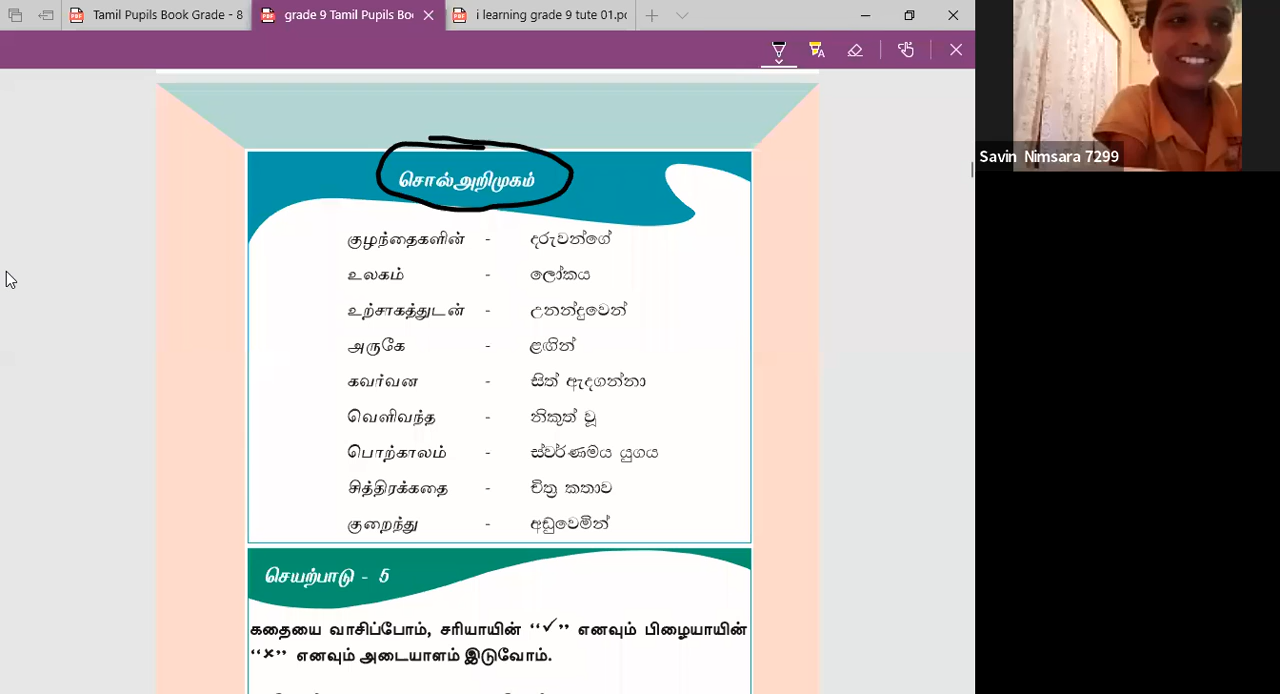 Tamil Pupils Book Grade - 8
grade 9 Tamil Pupils Bo
i learning grade 9 tute 01.pd
Savin Nimsara 7299
சொல்அறிமுகம்
குழந்தைகளின் - දරුවන්ගේ
உலகம் - ලෝකය
உற்சாகத்துடன் - උනන්දුවෙන්
அருகே - ළඟින්
கவர்வன - සිත් ඇදගන්නා
வெளிவந்த - නිකුත් වූ
பொற்காலம் - ස්වර්ණමය යුගය
சித்திரக்கதை - චිත්‍ර කතාව
குறைந்து - අඩුවෙමින්
செயற்பாடு - 5
கதையை வாசிப்போம், சரியாயின் “✓” எனவும் பிழையாயின்
“×” எனவும் அடையாளம் இடுவோம்.